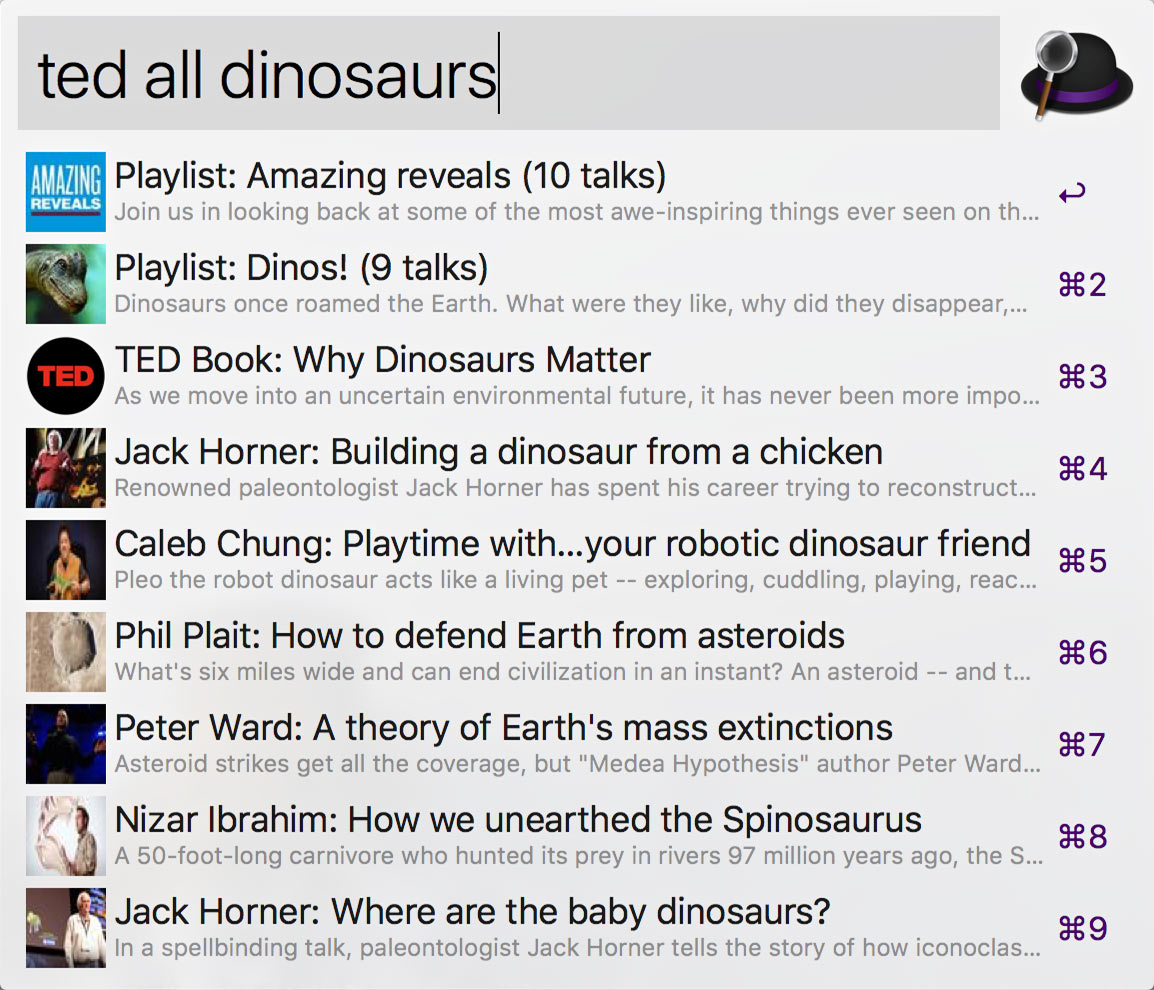 ted all dinosaurs
AMAZING
REVEALS
Playlist: Amazing reveals (10 talks)
Join us in looking back at some of the most awe-inspiring things ever seen on th...
↩
Playlist: Dinos! (9 talks)
Dinosaurs once roamed the Earth. What were they like, why did they disappear,...
⌘2
TED
TED Book: Why Dinosaurs Matter
As we move into an uncertain environmental future, it has never been more impo...
⌘3
Jack Horner: Building a dinosaur from a chicken
Renowned paleontologist Jack Horner has spent his career trying to reconstruct...
⌘4
Caleb Chung: Playtime with...your robotic dinosaur friend
Pleo the robot dinosaur acts like a living pet -- exploring, cuddling, playing, reac...
⌘5
Phil Plait: How to defend Earth from asteroids
What's six miles wide and can end civilization in an instant? An asteroid -- and t...
⌘6
Peter Ward: A theory of Earth's mass extinctions
Asteroid strikes get all the coverage, but "Medea Hypothesis" author Peter Ward...
⌘7
Nizar Ibrahim: How we unearthed the Spinosaurus
A 50-foot-long carnivore who hunted its prey in rivers 97 million years ago, the S...
⌘8
Jack Horner: Where are the baby dinosaurs?
In a spellbinding talk, paleontologist Jack Horner tells the story of how iconoclas...
⌘9